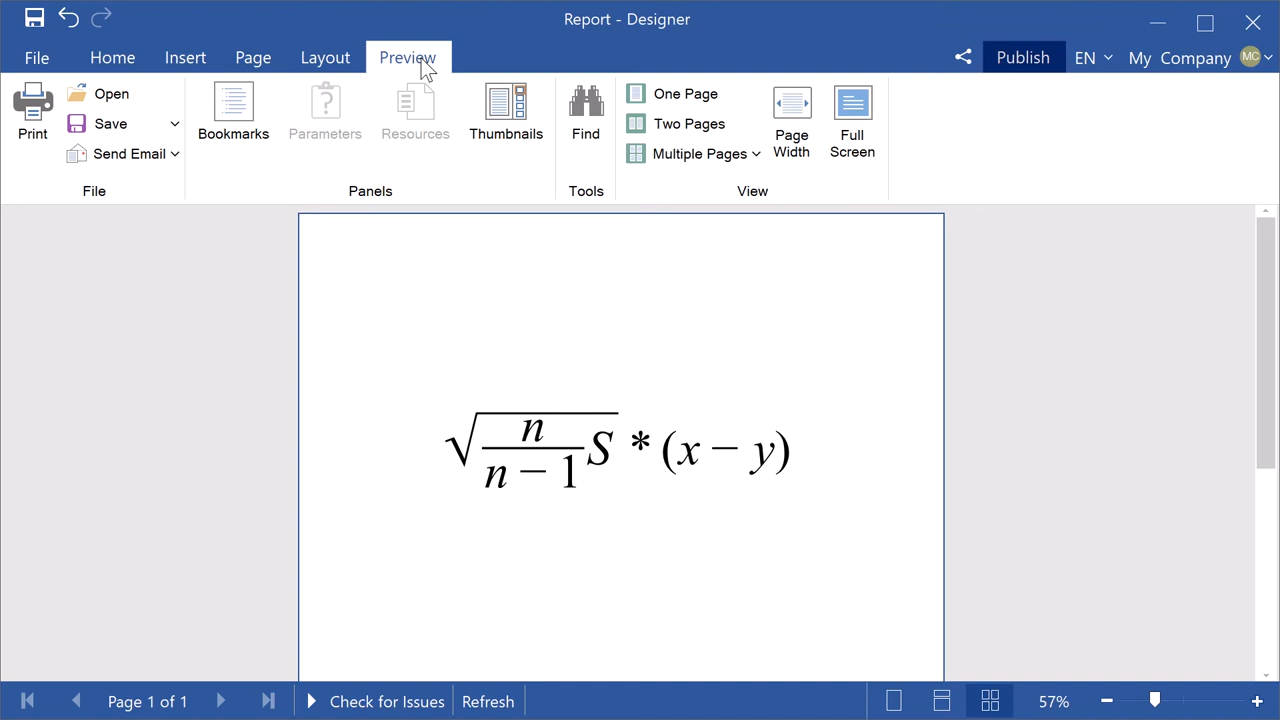 Report - Designer
File Home Insert Page Layout Preview Publish EN My Company MC
Print Open Save Send Email
File
Bookmarks Parameters Resources Thumbnails
Panels
Find
Tools
One Page
Two Pages
Multiple Pages
Page Width
Full Screen
View
√(n/(n − 1) S) * (x − y)
Page 1 of 1 Check for Issues Refresh 57%